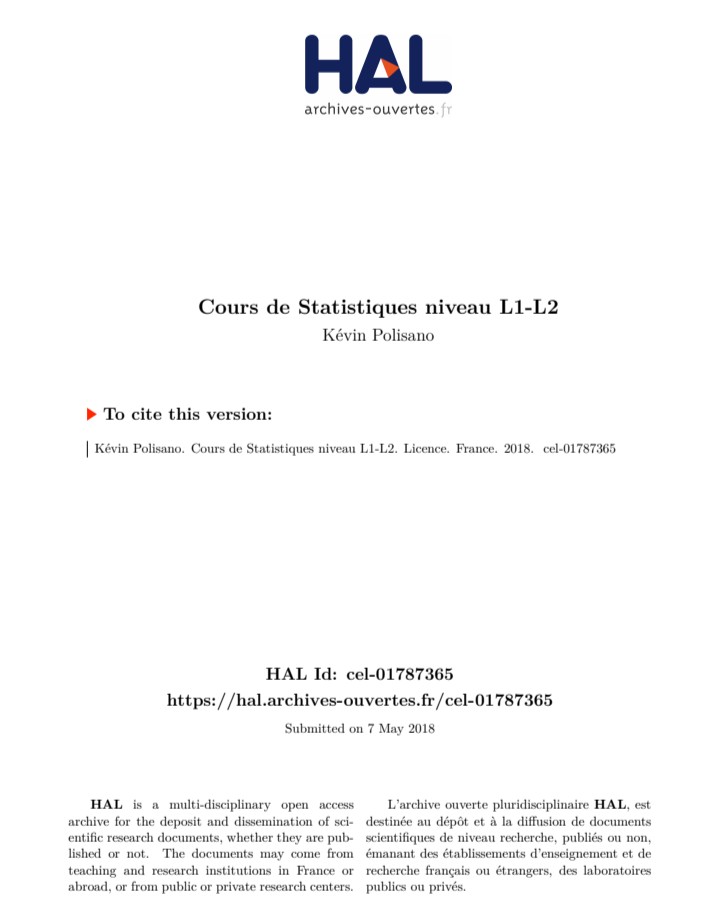 HAL
archives-ouvertes.fr
Cours de Statistiques niveau L1-L2
Kévin Polisano
To cite this version:
Kévin Polisano. Cours de Statistiques niveau L1-L2. Licence. France. 2018. cel-01787365
HAL Id: cel-01787365
https://hal.archives-ouvertes.fr/cel-01787365
Submitted on 7 May 2018
HAL is a multi-disciplinary open access
archive for the deposit and dissemination of sci-
entific research documents, whether they are pub-
lished or not. The documents may come from
teaching and research institutions in France or
abroad, or from public or private research centers.
L'archive ouverte pluridisciplinaire HAL, est
destinée au dépôt et à la diffusion de documents
scientifiques de niveau recherche, publiés ou non,
émanant des établissements d'enseignement et de
recherche français ou étrangers, des laboratoires
publics ou privés.